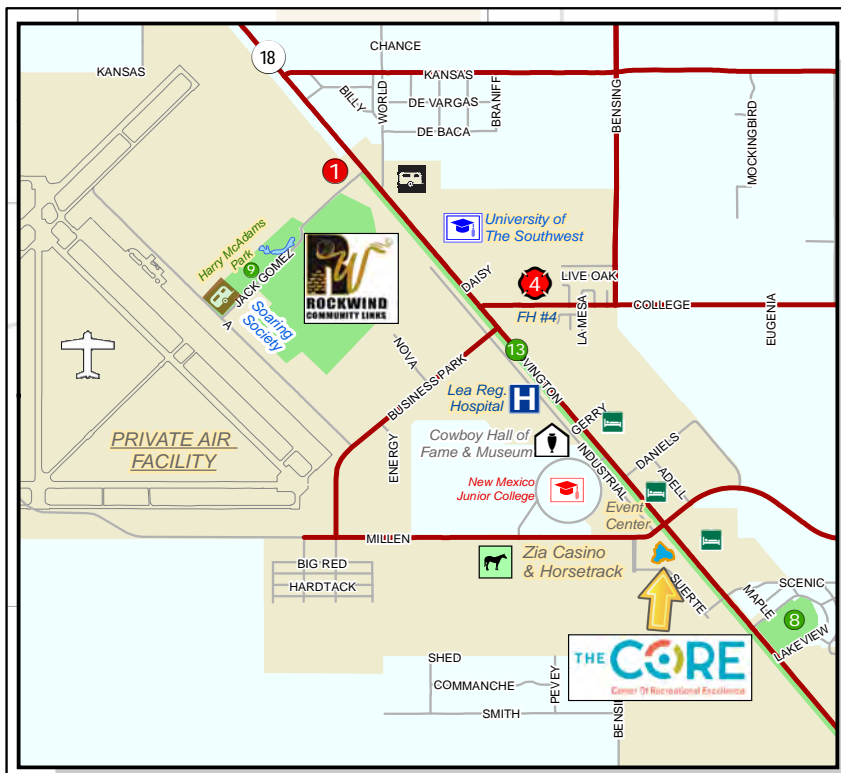 CHANCE
18
KANSAS
KANSAS
BILLY
WORLD
DE VARGAS
BRANIFF
DE BACA
BENSING
MOCKINGBIRD
1
University of
The Southwest
Harry McAdams
Park
9
JACK GOMEZ
ROCKWIND
COMMUNITY LINKS
Soaring
Society
A
DAISY
LIVE OAK
4
FH #4
LA MESA
COLLEGE
EUGENIA
NOVA
BUSINESS PARK
13
VINGTON
Lea Reg.
Hospital
H
GERRY
Cowboy Hall of
Fame & Museum
INDUSTRIAL
DANIELS
ADELL
PRIVATE AIR
FACILITY
ENERGY
New Mexico
Junior College
Event
Center
MILLEN
BIG RED
HARDTACK
Zia Casino
& Horsetrack
SUERTE
MAPLE
SCENIC
8
LAKEVIEW
THE CORE
Center Of Recreational Excellence
SHED
COMMANCHE
PEVEY
SMITH
BENSI